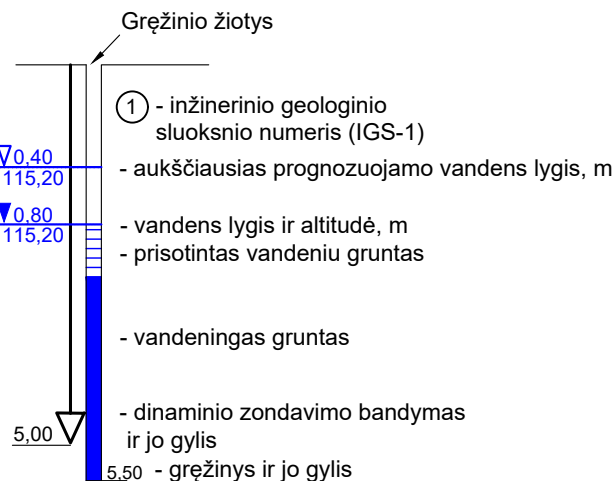 Gręžinio žiotys
1 - inžinerinio geologinio
sluoksnio numeris (IGS-1)
0,40
115,20
- aukščiausias prognozuojamo vandens lygis, m
0,80
115,20
- vandens lygis ir altitudė, m
- prisotintas vandeniu gruntas
- vandeningas gruntas
- dinaminio zondavimo bandymas
ir jo gylis
5,00
5,50 - gręžinys ir jo gylis